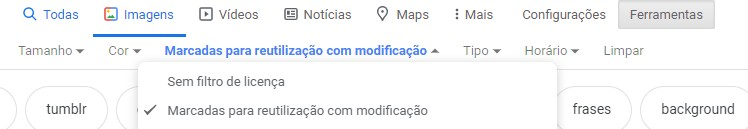 Todas Imagens Vídeos Notícias Maps Mais Configurações Ferramentas
Tamanho Cor Marcadas para reutilização com modificação Tipo Horário Limpar
Sem filtro de licença
Marcadas para reutilização com modificação
tumblr frases background